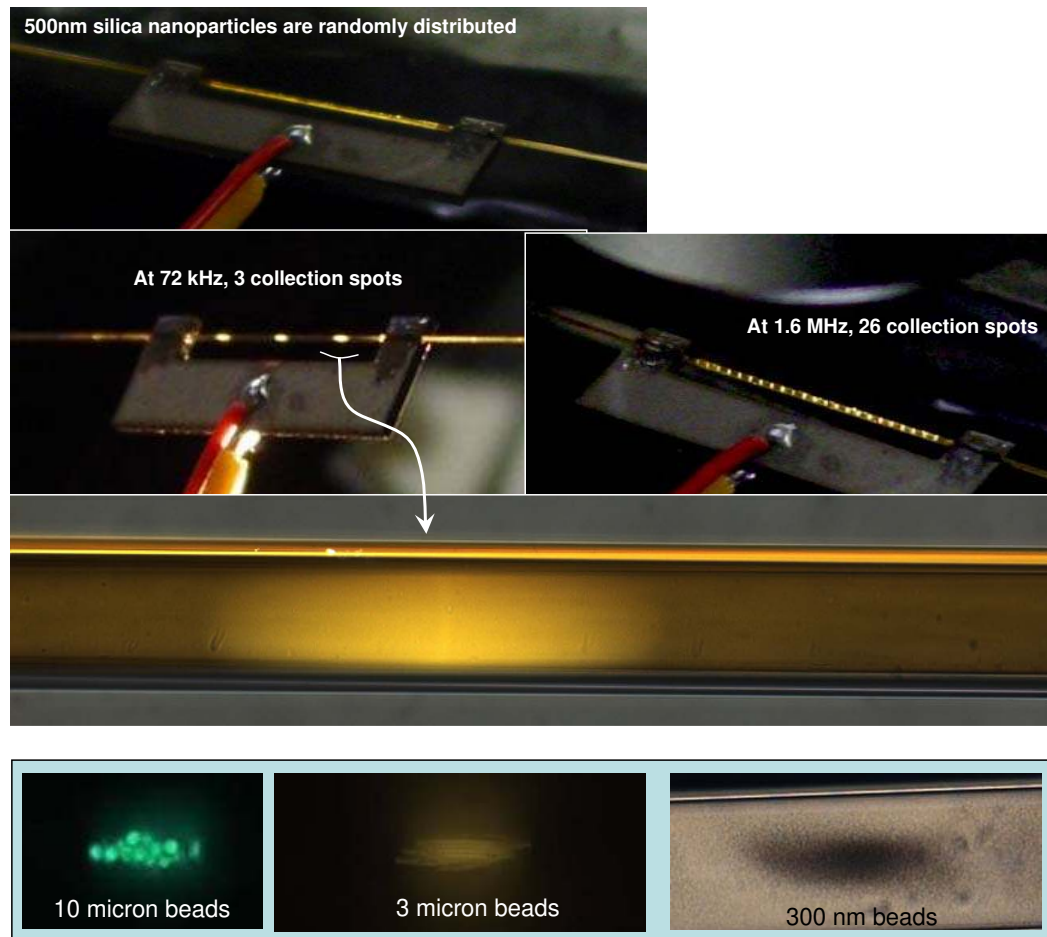 500nm silica nanoparticles are randomly distributed
At 72 kHz, 3 collection spots
At 1.6 MHz, 26 collection spots
10 micron beads
3 micron beads
300 nm beads